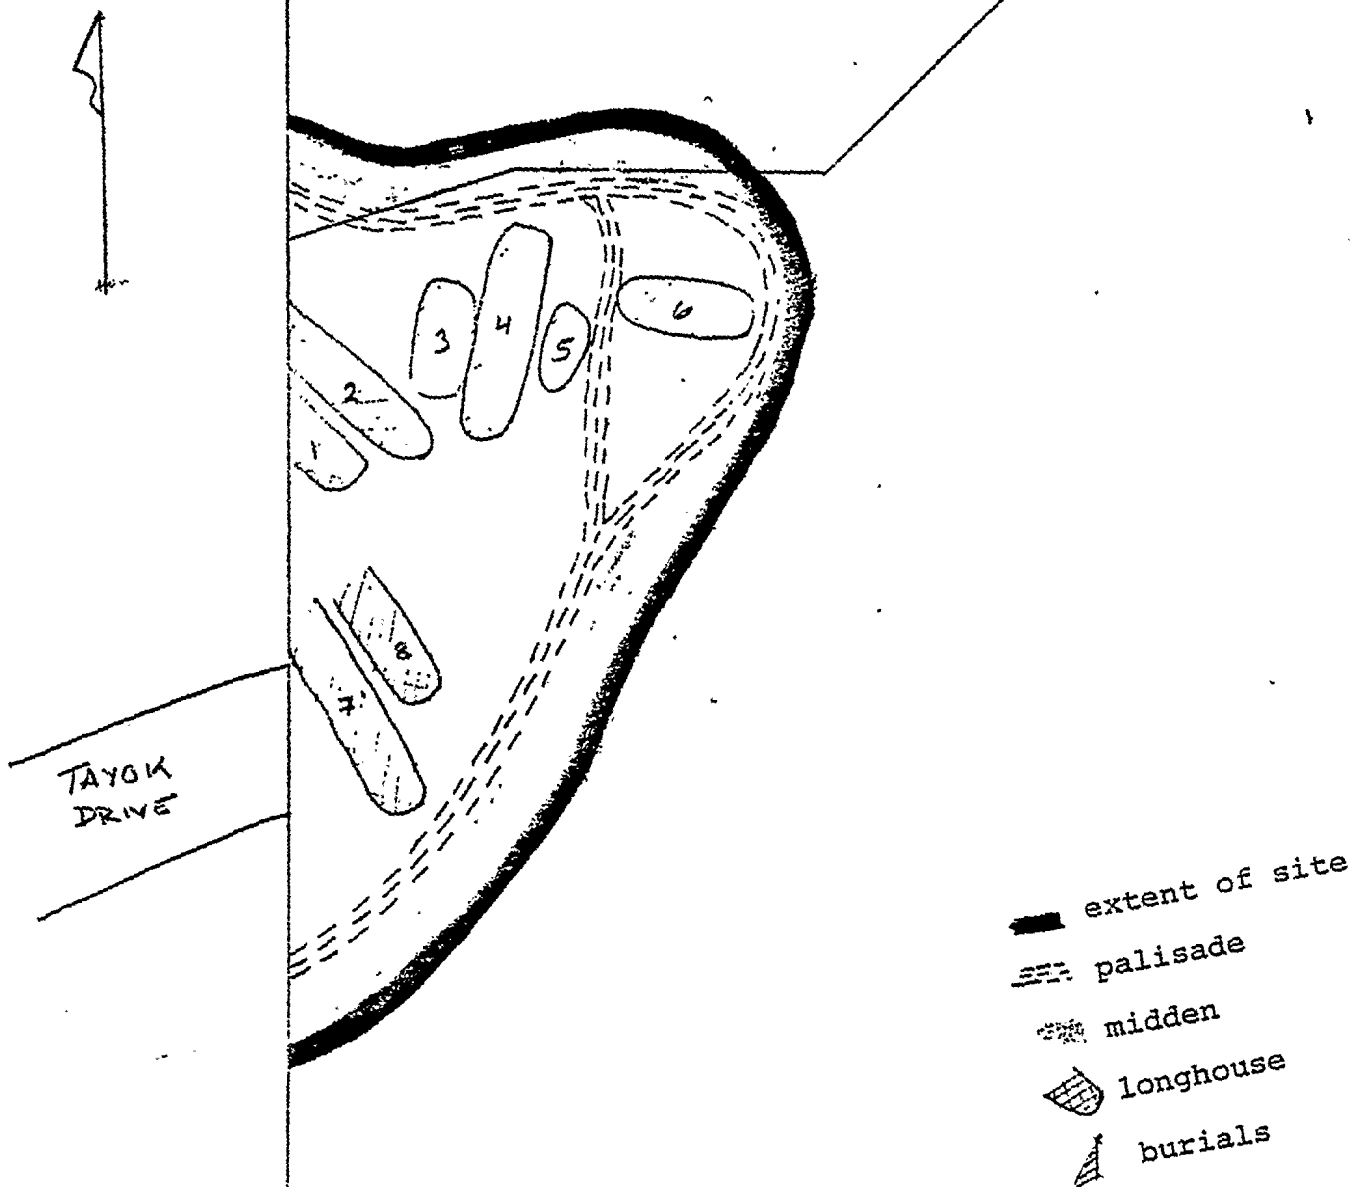 3
4
5
6
2
1
8
7
TAYOK
DRIVE
extent of site
palisade
midden
longhouse
burials